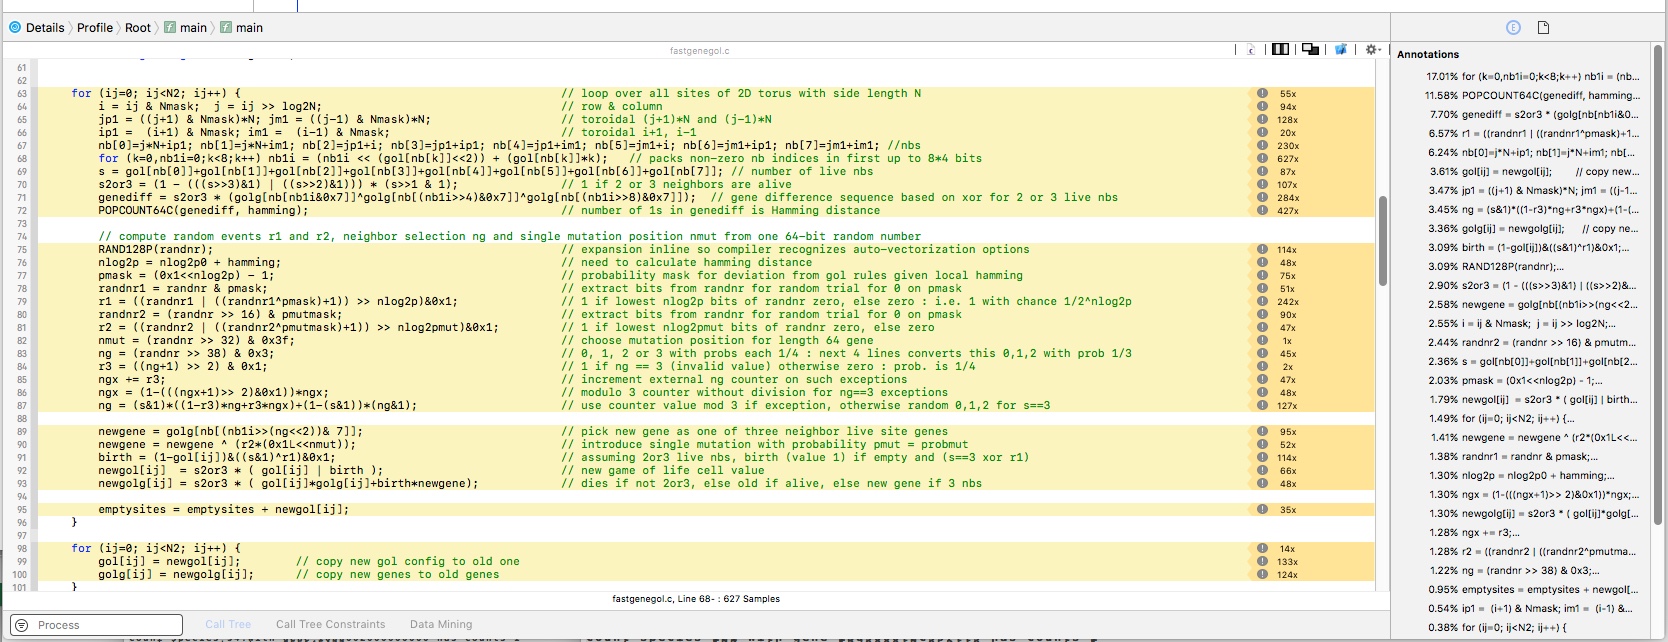 Details Profile Root main main
fastgenegol.c
61
62
63 for (ij=0; ij<N2; ij++) { // loop over all sites of 2D torus with side length N 55x
64 i = ij & Nmask; j = ij >> log2N; // row & column 94x
65 jp1 = ((j+1) & Nmask)*N; jm1 = ((j-1) & Nmask)*N; // toroidal (j+1)*N and (j-1)*N 128x
66 ip1 = (i+1) & Nmask; im1 = (i-1) & Nmask; // toroidal i+1, i-1 20x
67 nb[0]=j*N+ip1; nb[1]=j*N+im1; nb[2]=jp1+i; nb[3]=jp1+ip1; nb[4]=jp1+im1; nb[5]=jm1+i; nb[6]=jm1+ip1; nb[7]=jm1+im1; //nbs 230x
68 for (k=0,nb1i=0;k<8;k++) nb1i = (nb1i << (gol[nb[k]]<<2)) + (gol[nb[k]]*k); // packs non-zero nb indices in first up to 8*4 bits 627x
69 s = gol[nb[0]]+gol[nb[1]]+gol[nb[2]]+gol[nb[3]]+gol[nb[4]]+gol[nb[5]]+gol[nb[6]]+gol[nb[7]]; // number of live nbs 87x
70 s2or3 = (1 - (((s>>3)&1) | ((s>>2)&1))) * (s>>1 & 1); // 1 if 2 or 3 neighbors are alive 107x
71 genediff = s2or3 * (golg[nb[nb1i&0x7]]^golg[nb[(nb1i>>4)&0x7]]^golg[nb[(nb1i>>8)&0x7]]); // gene difference sequence based on xor for 2 or 3 live nbs 284x
72 POPCOUNT64C(genediff, hamming); // number of 1s in genediff is Hamming distance 427x
73
74 // compute random events r1 and r2, neighbor selection ng and single mutation position nmut from one 64-bit random number
75 RAND128P(randnr); // expansion inline so compiler recognizes auto-vectorization options 114x
76 nlog2p = nlog2p0 + hamming; // need to calculate hamming distance 48x
77 pmask = (0x1<<nlog2p) - 1; // probability mask for deviation from gol rules given local hamming 75x
78 randnr1 = randnr & pmask; // extract bits from randnr for random trial for 0 on pmask 51x
79 r1 = ((randnr1 | ((randnr1^pmask)+1)) >> nlog2p)&0x1; // 1 if lowest nlog2p bits of randnr zero, else zero : i.e. 1 with chance 1/2^nlog2p 242x
80 randnr2 = (randnr >> 16) & pmutmask; // extract bits from randnr for random trial for 0 on pmask 90x
81 r2 = ((randnr2 | ((randnr2^pmutmask)+1)) >> nlog2pmut)&0x1; // 1 if lowest nlog2pmut bits of randnr zero, else zero 47x
82 nmut = (randnr >> 32) & 0x3f; // choose mutation position for length 64 gene 1x
83 ng = (randnr >> 38) & 0x3; // 0, 1, 2 or 3 with probs each 1/4 : next 4 lines converts this 0,1,2 with prob 1/3 45x
84 r3 = ((ng+1) >> 2) & 0x1; // 1 if ng == 3 (invalid value) otherwise zero : prob. is 1/4 2x
85 ngx += r3; // increment external ng counter on such exceptions 47x
86 ngx = (1-(((ngx+1)>> 2)&0x1))*ngx; // modulo 3 counter without division for ng==3 exceptions 48x
87 ng = (s&1)*((1-r3)*ng+r3*ngx)+(1-(s&1))*(ng&1); // use counter value mod 3 if exception, otherwise random 0,1,2 for s==3 127x
88
89 newgene = golg[nb[(nb1i>>(ng<<2))& 7]]; // pick new gene as one of three neighbor live site genes 95x
90 newgene = newgene ^ (r2*(0x1L<<nmut)); // introduce single mutation with probability pmut = probmut 52x
91 birth = (1-gol[ij])&((s&1)^r1)&0x1; // assuming 2or3 live nbs, birth (value 1) if empty and (s==3 xor r1) 114x
92 newgol[ij] = s2or3 * ( gol[ij] | birth ); // new game of life cell value 66x
93 newgolg[ij] = s2or3 * ( gol[ij]*golg[ij]+birth*newgene); // dies if not 2or3, else old if alive, else new gene if 3 nbs 48x
94
95 emptysites = emptysites + newgol[ij]; 35x
96 }
97
98 for (ij=0; ij<N2; ij++) { 14x
99 gol[ij] = newgol[ij]; // copy new gol config to old one 133x
100 golg[ij] = newgolg[ij]; // copy new genes to old genes 124x
101 }
fastgenegol.c, Line 68- : 627 Samples
Process Call Tree Call Tree Constraints Data Mining
Annotations
17.01% for (k=0,nb1i=0;k<8;k++) nb1i = (nb...
11.58% POPCOUNT64C(genediff, hamming...
7.70% genediff = s2or3 * (golg[nb[nb1i&0...
6.57% r1 = ((randnr1 | ((randnr1^pmask)+1...
6.24% nb[0]=j*N+ip1; nb[1]=j*N+im1; nb[...
3.61% gol[ij] = newgol[ij]; // copy new...
3.47% jp1 = ((j+1) & Nmask)*N; jm1 = ((j-1...
3.45% ng = (s&1)*((1-r3)*ng+r3*ngx)+(1-(...
3.36% golg[ij] = newgolg[ij]; // copy ne...
3.09% birth = (1-gol[ij])&((s&1)^r1)&0x1;...
3.09% RAND128P(randnr);...
2.90% s2or3 = (1 - (((s>>3)&1) | ((s>>2)&...
2.58% newgene = golg[nb[(nb1i>>(ng<<2...
2.55% i = ij & Nmask; j = ij >> log2N;...
2.44% randnr2 = (randnr >> 16) & pmutm...
2.36% s = gol[nb[0]]+gol[nb[1]]+gol[nb[2...
2.03% pmask = (0x1<<nlog2p) - 1;...
1.79% newgol[ij] = s2or3 * ( gol[ij] | birth...
1.49% for (ij=0; ij<N2; ij++) {...
1.41% newgene = newgene ^ (r2*(0x1L<<...
1.38% randnr1 = randnr & pmask;...
1.30% nlog2p = nlog2p0 + hamming;...
1.30% ngx = (1-(((ngx+1)>> 2)&0x1))*ngx;...
1.30% newgolg[ij] = s2or3 * ( gol[ij]*golg[...
1.28% ngx += r3;...
1.28% r2 = ((randnr2 | ((randnr2^pmutma...
1.22% ng = (randnr >> 38) & 0x3;...
0.95% emptysites = emptysites + newgol[...
0.54% ip1 = (i+1) & Nmask; im1 = (i-1) &...
0.38% for (ij=0; ij<N2; ij++) {